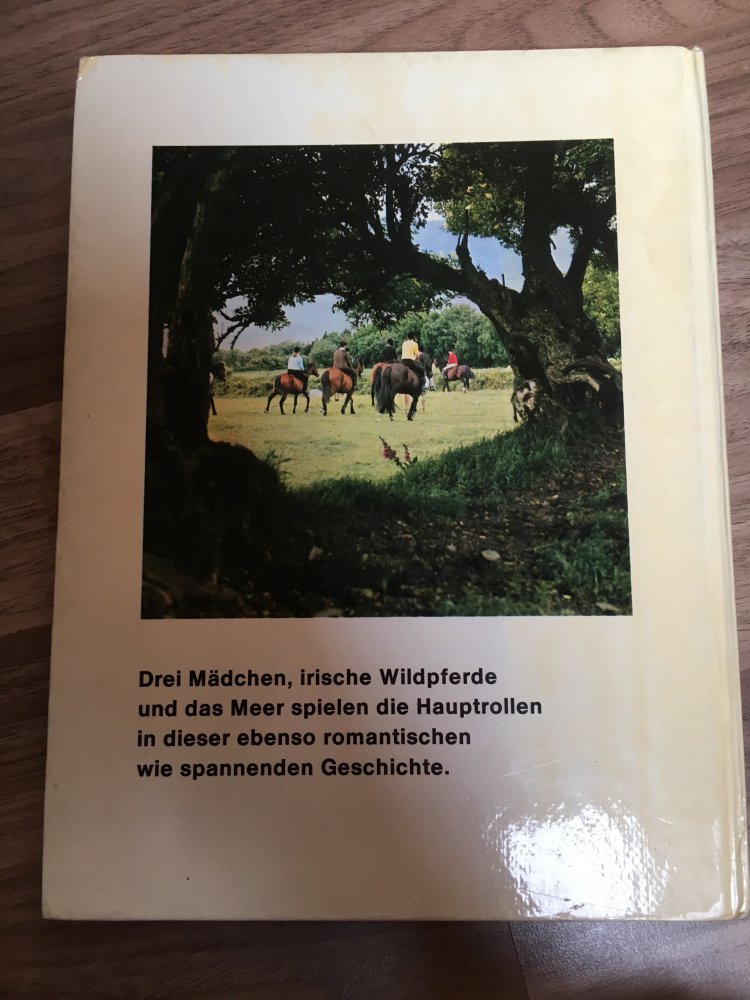 Drei Mädchen, irische Wildpferde
und das Meer spielen die Hauptrollen
in dieser ebenso romantischen
wie spannenden Geschichte.